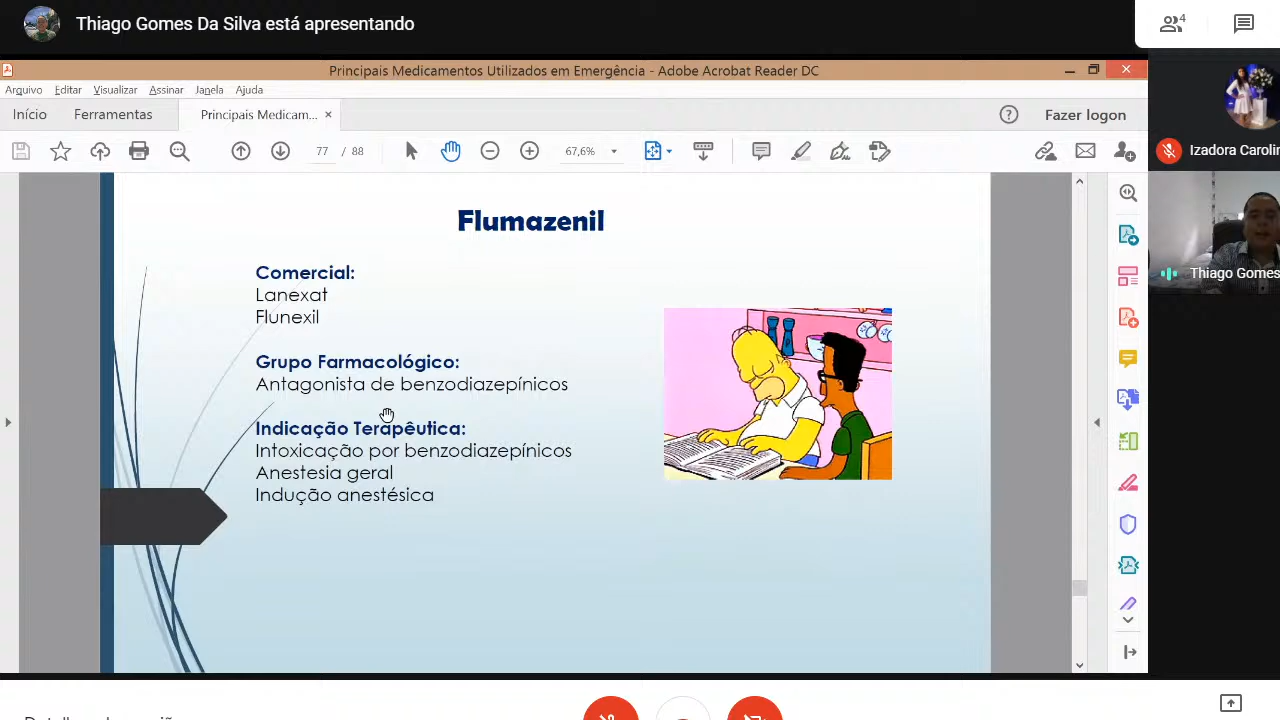 Thiago Gomes Da Silva está apresentando
4
Principais Medicamentos Utilizados em Emergência - Adobe Acrobat Reader DC
Arquivo Editar Visualizar Assinar Janela Ajuda
Início Ferramentas Principais Medicam... × Fazer logon
77 / 88 67,6%
Izadora Carolin
Thiago Gomes
Flumazenil
Comercial:
Lanexat
Flunexil
Grupo Farmacológico:
Antagonista de benzodiazepínicos
Indicação Terapêutica:
Intoxicação por benzodiazepínicos
Anestesia geral
Indução anestésica